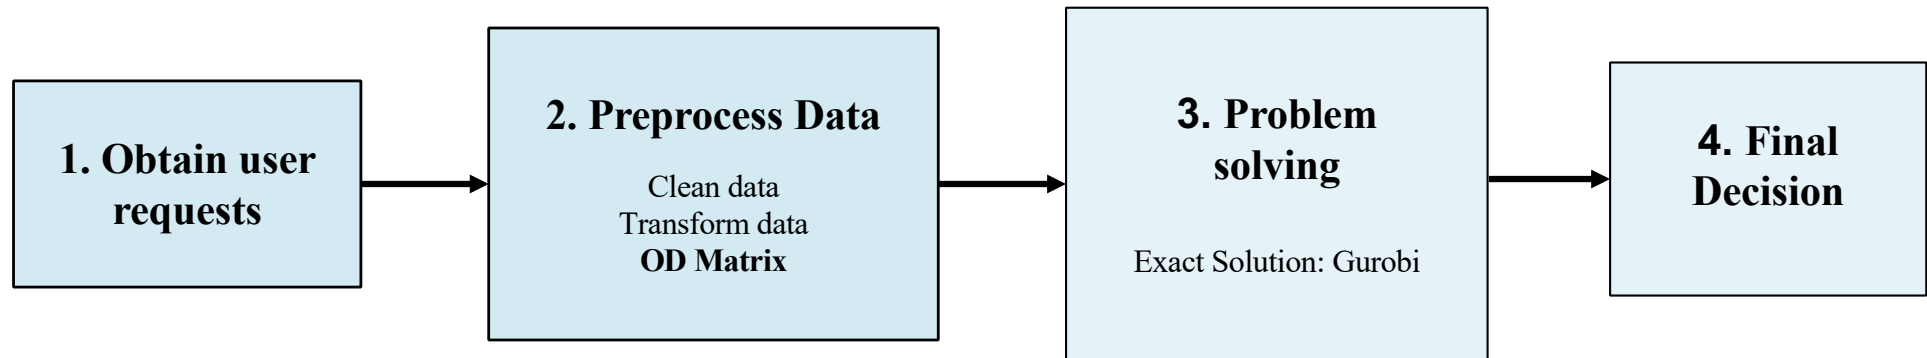 1. Obtain user
requests
2. Preprocess Data
Clean data
Transform data
OD Matrix
3. Problem
solving
Exact Solution: Gurobi
4. Final
Decision